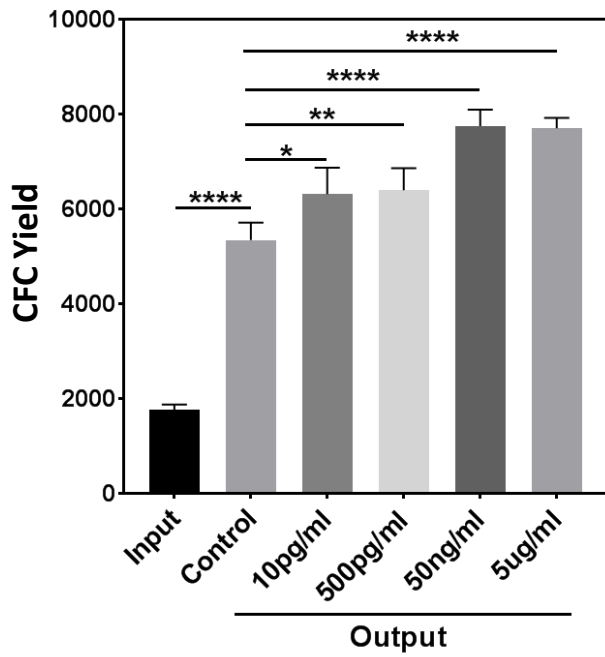 10000
****
8000
****
**
*
6000
****
CFC Yield
4000
2000
0
Input
Control
10pg/ml
500pg/ml
50ng/ml
5ug/ml
Output